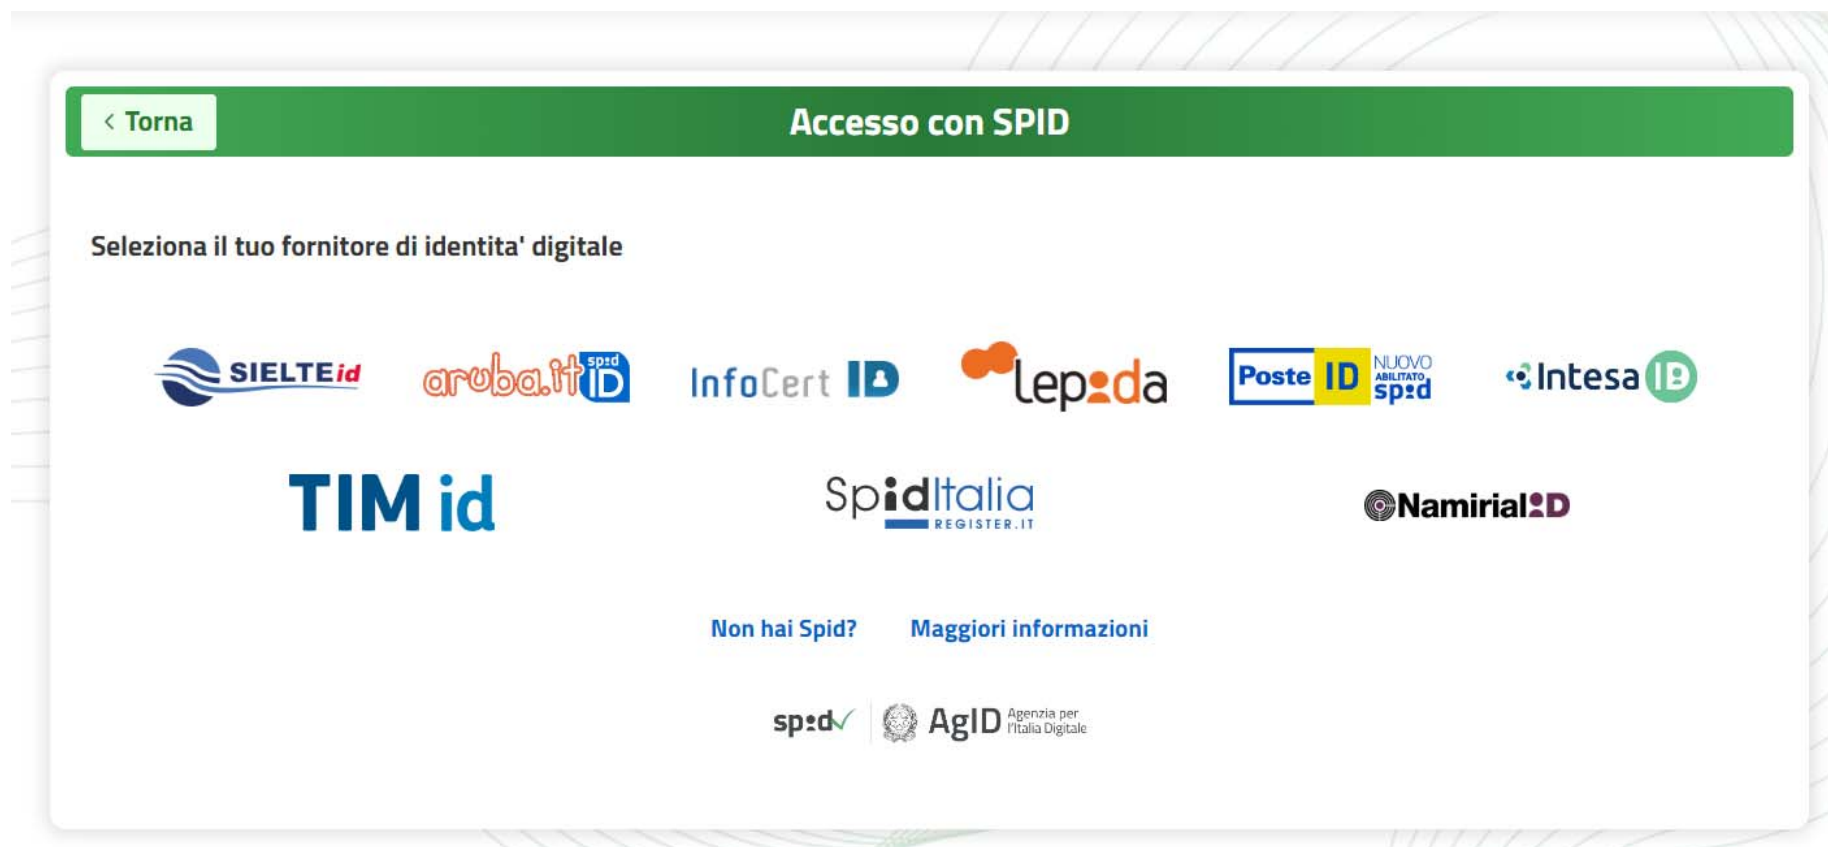 < Torna
Accesso con SPID
Seleziona il tuo fornitore di identita' digitale
SIELTEid
aruba.it spid ID
InfoCert ID
Lepida
Poste ID NUOVO ABILITATO spid
Intesa ID
TIM id
SpidItalia
REGISTER.IT
NamirialID
Non hai Spid? Maggiori informazioni
spid AgID Agenzia per l'Italia Digitale